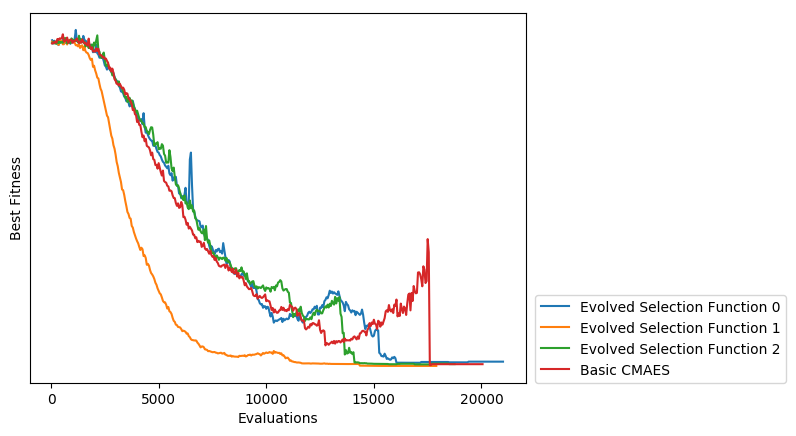 Best Fitness
0
5000
10000
15000
20000
Evaluations
Evolved Selection Function 0
Evolved Selection Function 1
Evolved Selection Function 2
Basic CMAES